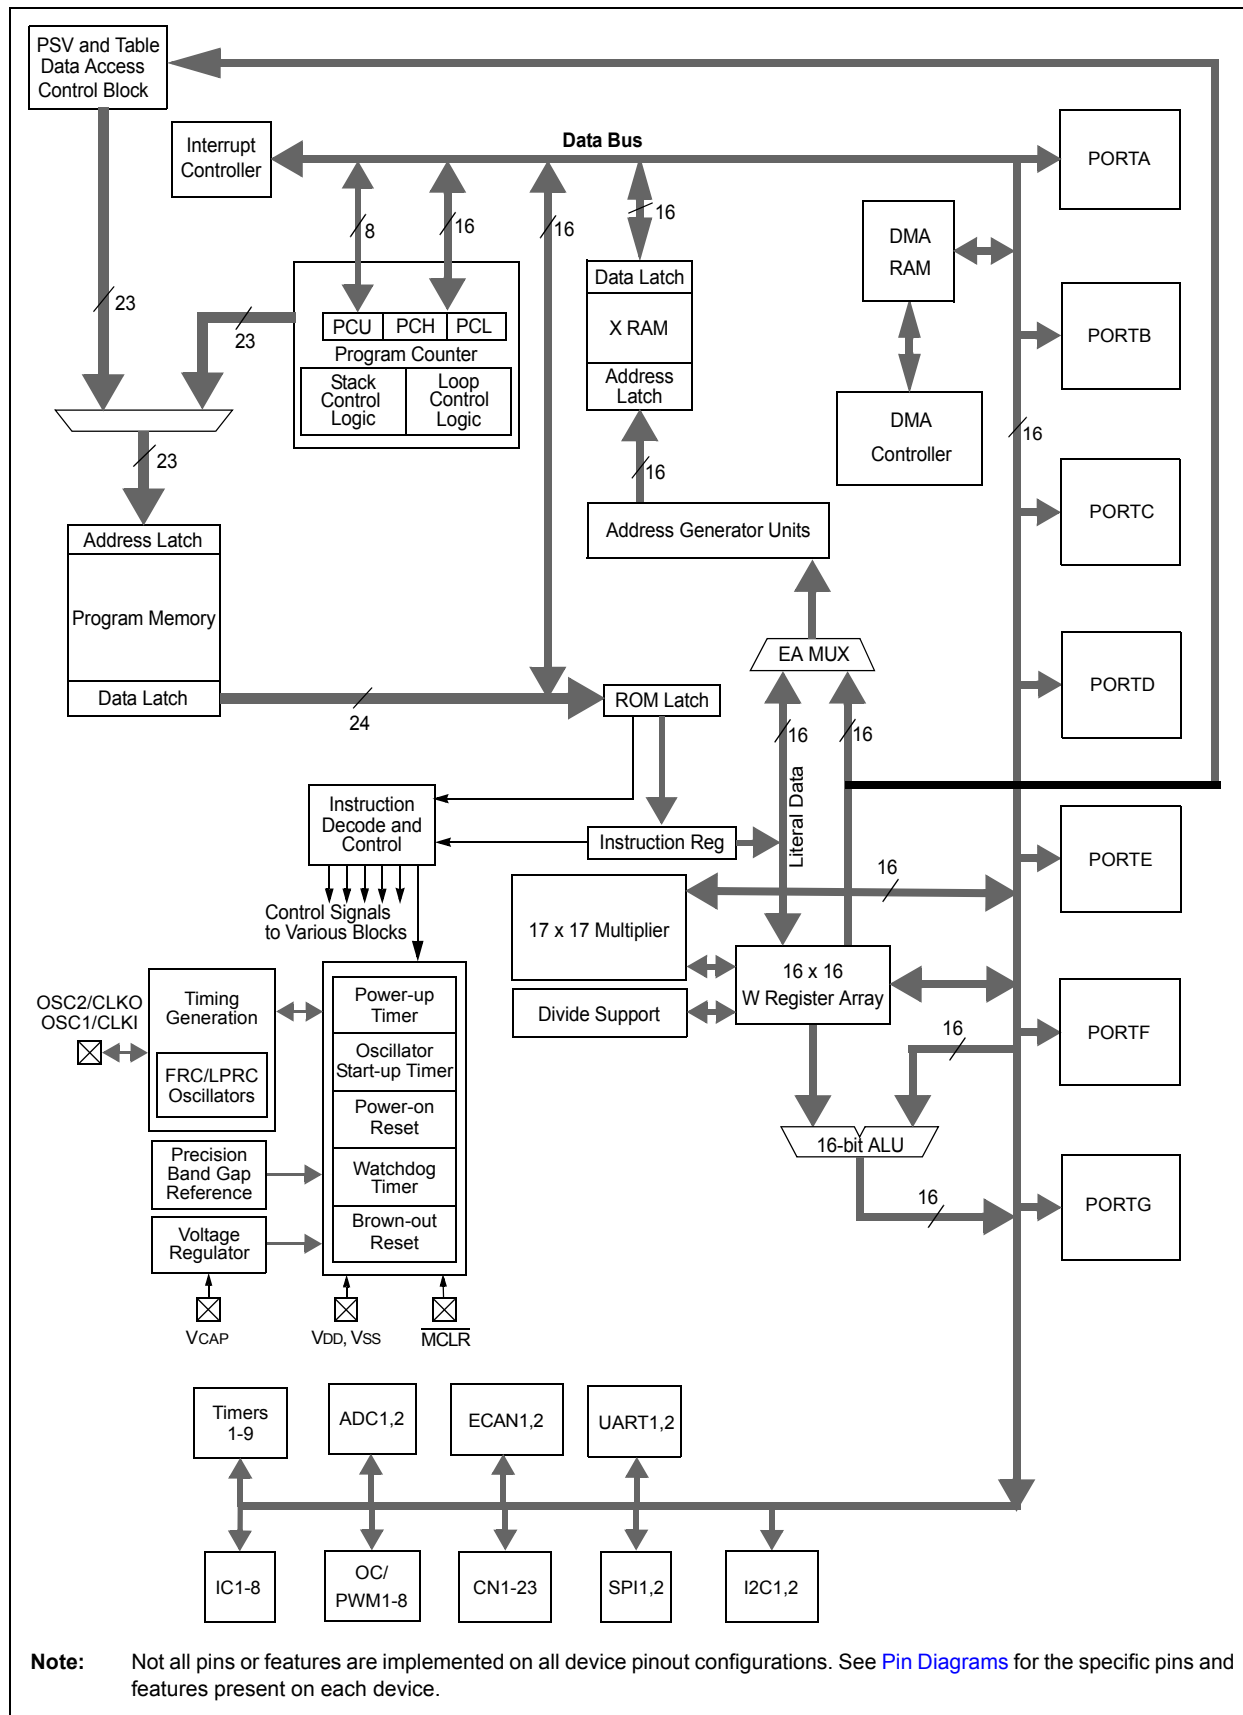 PSV and Table
Data Access
Control Block
Interrupt
Controller
Data Bus
PORTA
8
16
16
16
DMA
RAM
23
23
Data Latch
X RAM
Address
Latch
PCU
PCH
PCL
Program Counter
Stack
Control
Logic
Loop
Control
Logic
PORTB
DMA
Controller
16
23
16
PORTC
Address Latch
Program Memory
Data Latch
Address Generator Units
EA MUX
PORTD
24
ROM Latch
16
16
Literal Data
Instruction
Decode and
Control
Instruction Reg
PORTE
16
Control Signals
to Various Blocks
17 x 17 Multiplier
16 x 16
W Register Array
Divide Support
OSC2/CLKO
OSC1/CLKI
Timing
Generation
FRC/LPRC
Oscillators
Power-up
Timer
Oscillator
Start-up Timer
Power-on
Reset
Watchdog
Timer
Brown-out
Reset
16
PORTF
16-bit ALU
Precision
Band Gap
Reference
Voltage
Regulator
16
PORTG
VCAP
VDD, VSS
MCLR
Timers
1-9
ADC1,2
ECAN1,2
UART1,2
IC1-8
OC/
PWM1-8
CN1-23
SPI1,2
I2C1,2
Note: Not all pins or features are implemented on all device pinout configurations. See Pin Diagrams for the specific pins and
features present on each device.